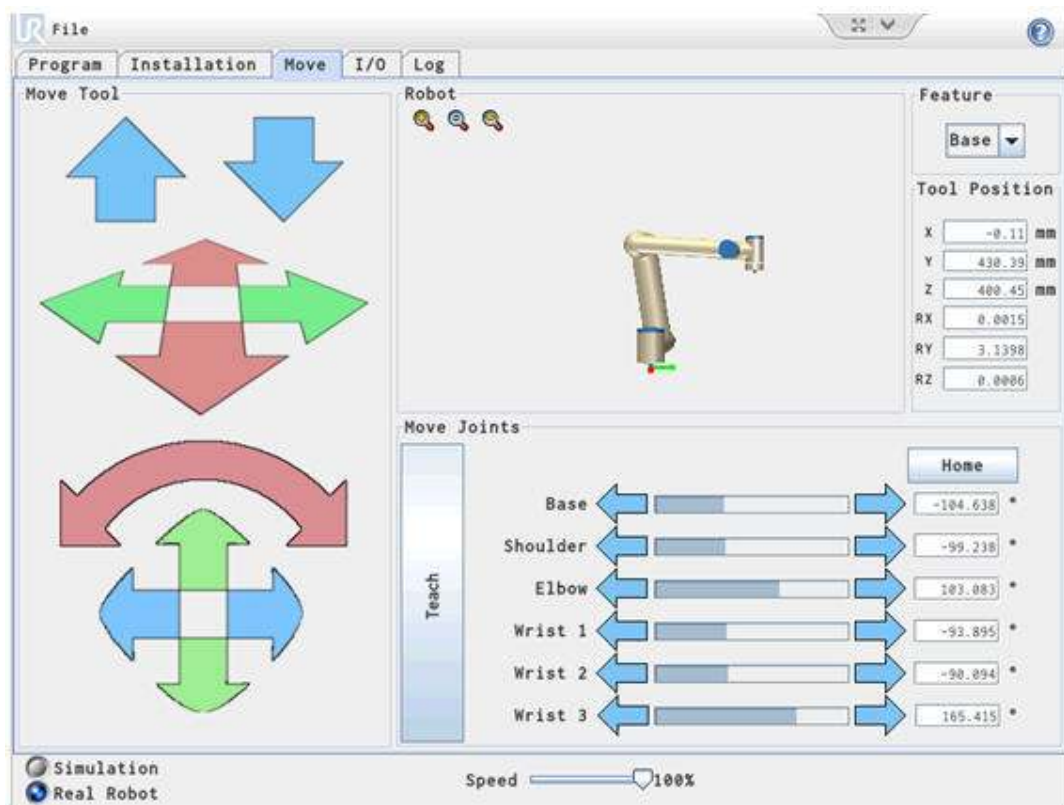 UR File
Program Installation Move I/O Log
Move Tool
Robot
Feature
Base
Tool Position
X -0.11 mm
Y 430.39 mm
Z 400.45 mm
RX 0.0015
RY 3.1398
RZ 0.0006
Move Joints
Teach
Home
Base -104.638 °
Shoulder -99.238 °
Elbow 103.083 °
Wrist 1 -93.895 °
Wrist 2 -90.094 °
Wrist 3 165.415 °
Simulation
Real Robot
Speed 100%